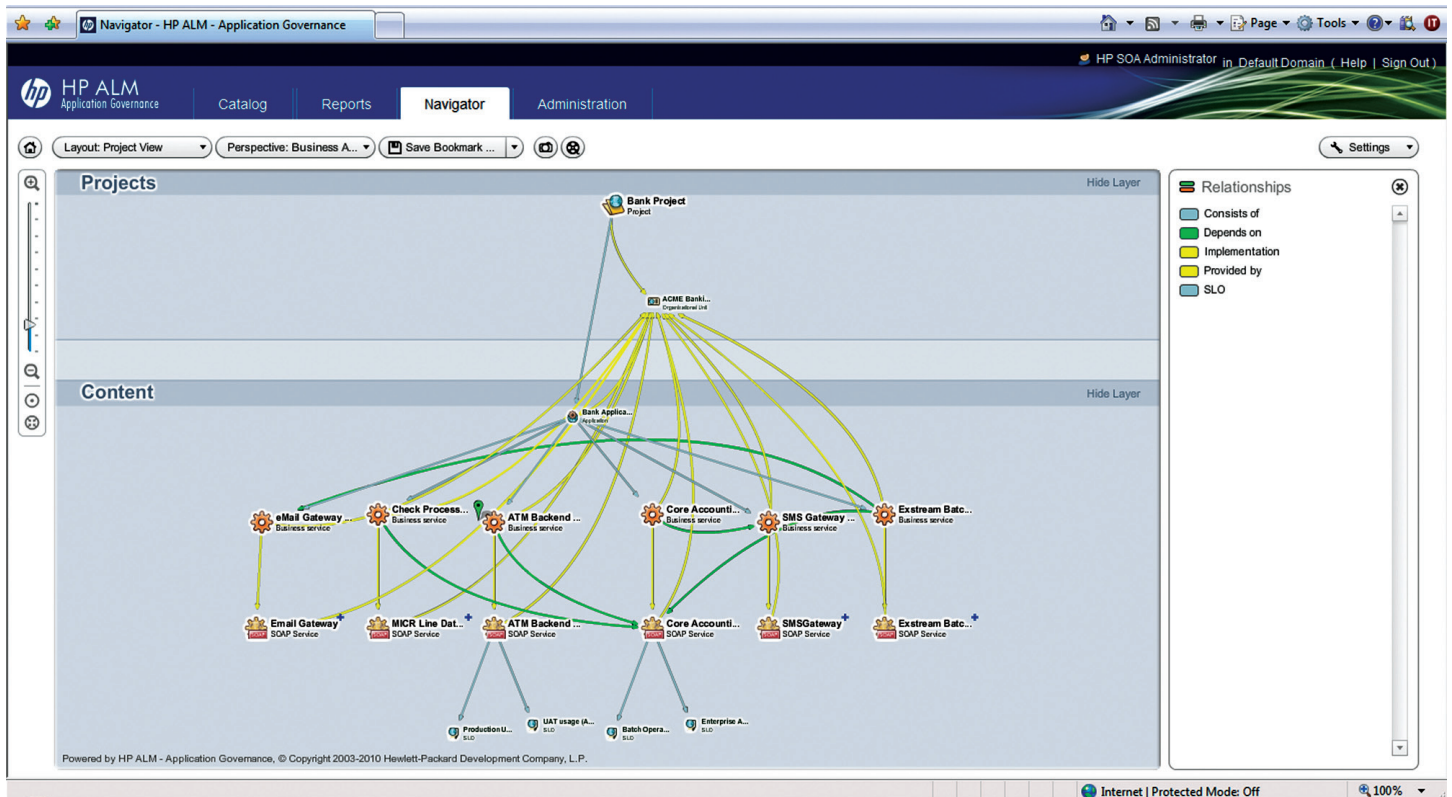 Navigator - HP ALM - Application Governance
Page
Tools
HP SOA Administrator in Default Domain ( Help | Sign Out )
hp
HP ALM
Application Governance
Catalog
Reports
Navigator
Administration
Layout: Project View
Perspective: Business A...
Save Bookmark ...
Settings
Projects
Hide Layer
Bank Project
Project
ACME Banki...
Organizational Unit
Content
Hide Layer
Bank Applica...
Application
eMail Gateway ...
Business service
Check Process...
Business service
ATM Backend ...
Business service
Core Accounti...
Business service
SMS Gateway ...
Business service
Exstream Batc...
Business service
Email Gateway
SOAP Service
MICR Line Dat...
SOAP Service
ATM Backend ...
SOAP Service
Core Accounti...
SOAP Service
SMSGateway
SOAP Service
Exstream Batc...
SOAP Service
Production U...
SLO
UAT usage (A...
SLO
Batch Opera...
SLO
Enterprise A...
SLO
Powered by HP ALM - Application Governance, © Copyright 2003-2010 Hewlett-Packard Development Company, L.P.
Relationships
Consists of
Depends on
Implementation
Provided by
SLO
Internet | Protected Mode: Off
100%